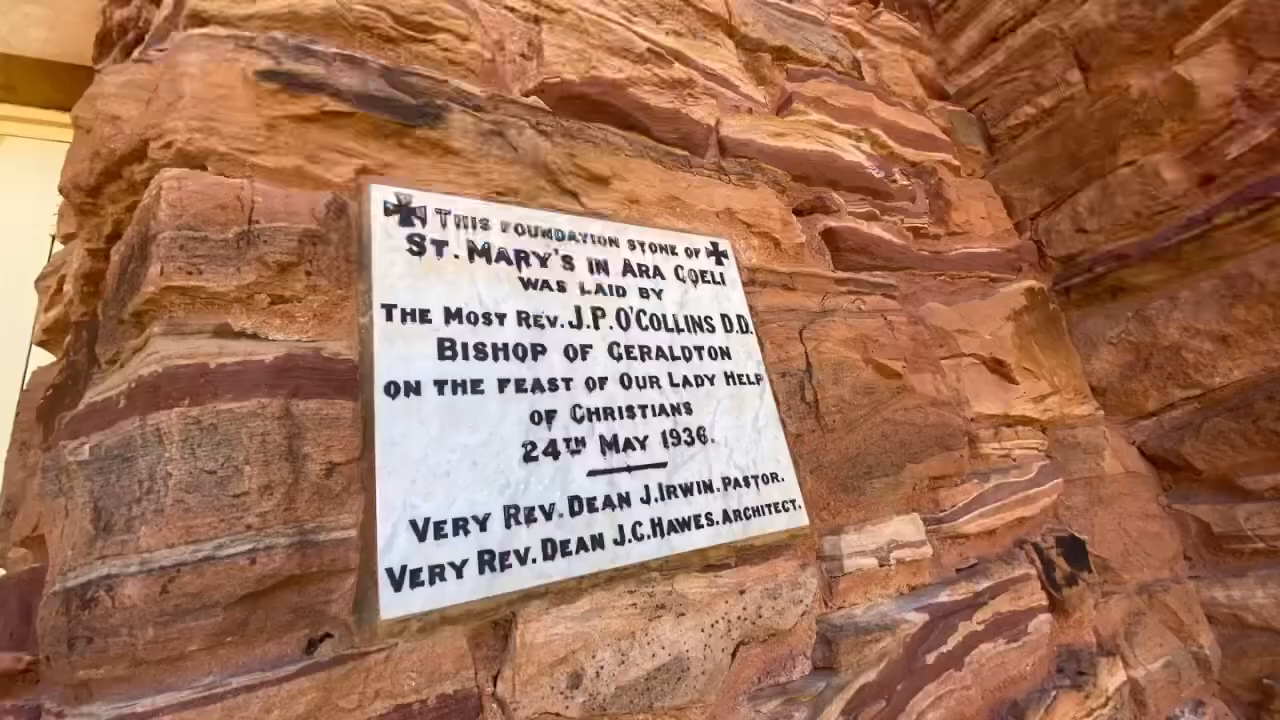 THIS FOUNDATION STONE OF
ST. MARY'S IN ARA COELI
WAS LAID BY
THE MOST REV. J.P. O'COLLINS D.D.
BISHOP OF GERALDTON
ON THE FEAST OF OUR LADY HELP
OF CHRISTIANS
24TH MAY 1936.
VERY REV. DEAN J. IRWIN. PASTOR.
VERY REV. DEAN J.C. HAWES. ARCHITECT.